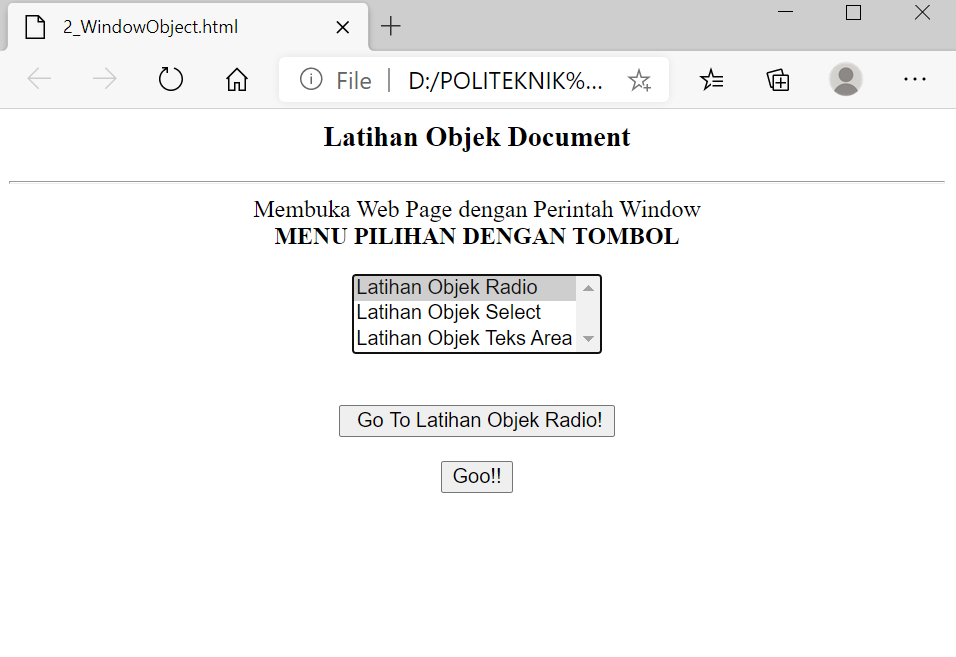 2_WindowObject.html
File D:/POLITEKNIK%...
Latihan Objek Document
Membuka Web Page dengan Perintah Window
MENU PILIHAN DENGAN TOMBOL
Latihan Objek Radio
Latihan Objek Select
Latihan Objek Teks Area
Go To Latihan Objek Radio!
Goo!!